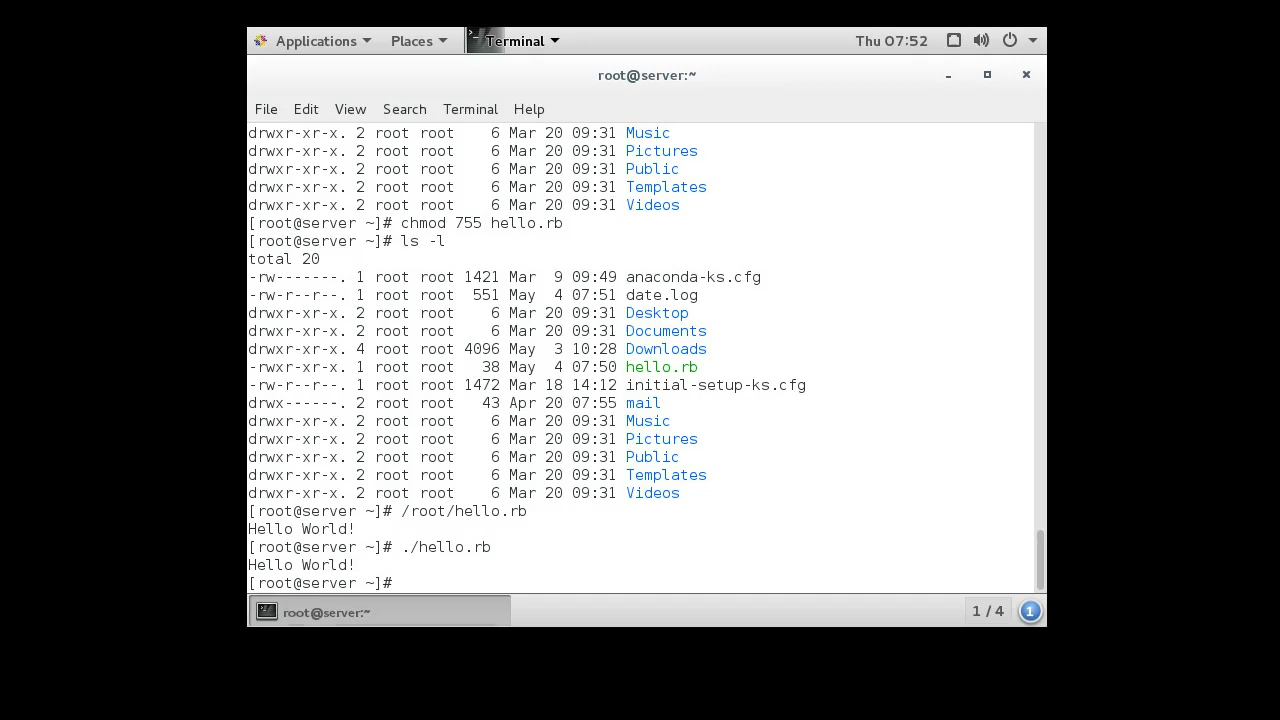 Applications Places Terminal Thu 07:52
root@server:~
File Edit View Search Terminal Help
drwxr-xr-x. 2 root root    6 Mar 20 09:31 Music
drwxr-xr-x. 2 root root    6 Mar 20 09:31 Pictures
drwxr-xr-x. 2 root root    6 Mar 20 09:31 Public
drwxr-xr-x. 2 root root    6 Mar 20 09:31 Templates
drwxr-xr-x. 2 root root    6 Mar 20 09:31 Videos
[root@server ~]# chmod 755 hello.rb
[root@server ~]# ls -l
total 20
-rw-------. 1 root root 1421 Mar  9 09:49 anaconda-ks.cfg
-rw-r--r--. 1 root root  551 May  4 07:51 date.log
drwxr-xr-x. 2 root root    6 Mar 20 09:31 Desktop
drwxr-xr-x. 2 root root    6 Mar 20 09:31 Documents
drwxr-xr-x. 4 root root 4096 May  3 10:28 Downloads
-rwxr-xr-x. 1 root root   38 May  4 07:50 hello.rb
-rw-r--r--. 1 root root 1472 Mar 18 14:12 initial-setup-ks.cfg
drwx------. 2 root root   43 Apr 20 07:55 mail
drwxr-xr-x. 2 root root    6 Mar 20 09:31 Music
drwxr-xr-x. 2 root root    6 Mar 20 09:31 Pictures
drwxr-xr-x. 2 root root    6 Mar 20 09:31 Public
drwxr-xr-x. 2 root root    6 Mar 20 09:31 Templates
drwxr-xr-x. 2 root root    6 Mar 20 09:31 Videos
[root@server ~]# /root/hello.rb
Hello World!
[root@server ~]# ./hello.rb
Hello World!
[root@server ~]#
root@server:~ 1 / 4 1